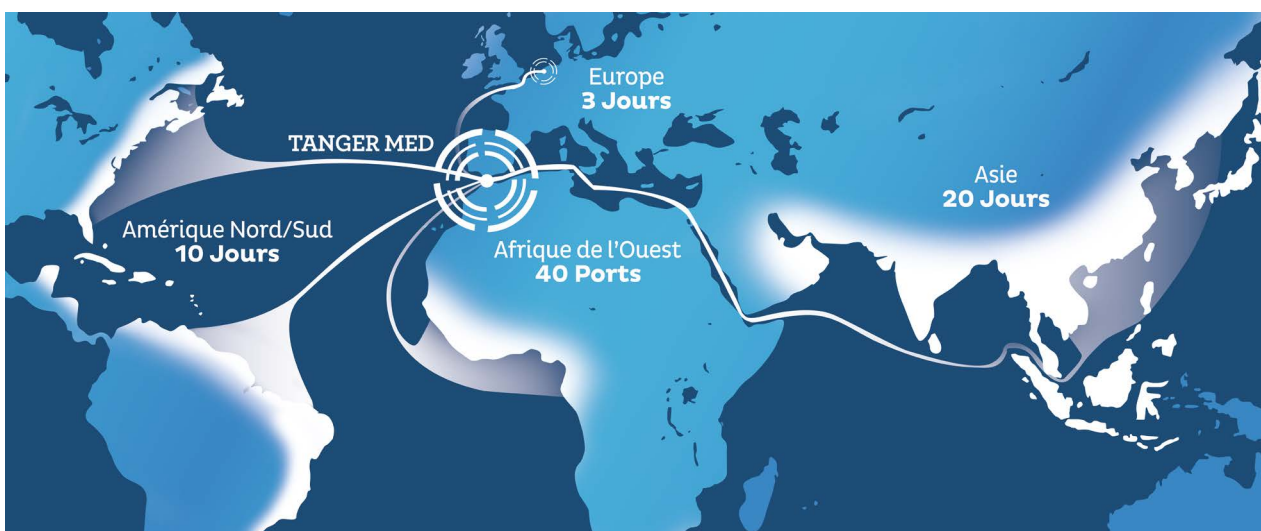 Europe
3 Jours
TANGER MED
Asie
20 Jours
Amérique Nord/Sud
10 Jours
Afrique de l'Ouest
40 Ports